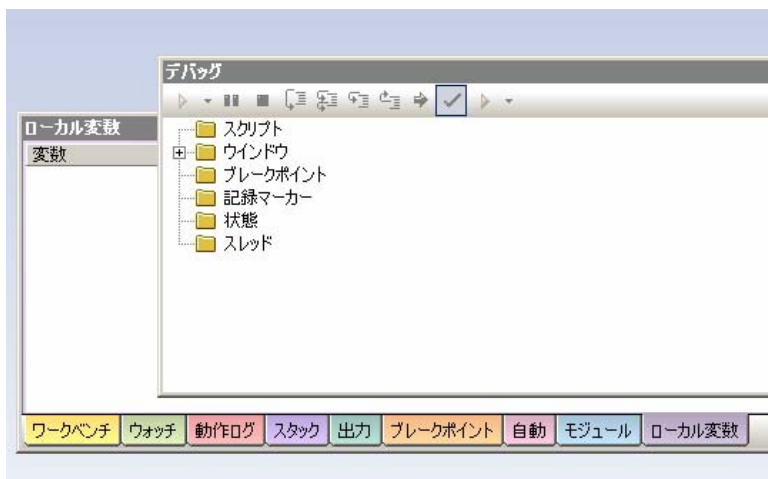 デバッグ
ローカル変数
変数
スクリプト
ウインドウ
ブレークポイント
記録マーカー
状態
スレッド
ワークベンチ ウォッチ 動作ログ スタック 出力 ブレークポイント 自動 モジュール ローカル変数